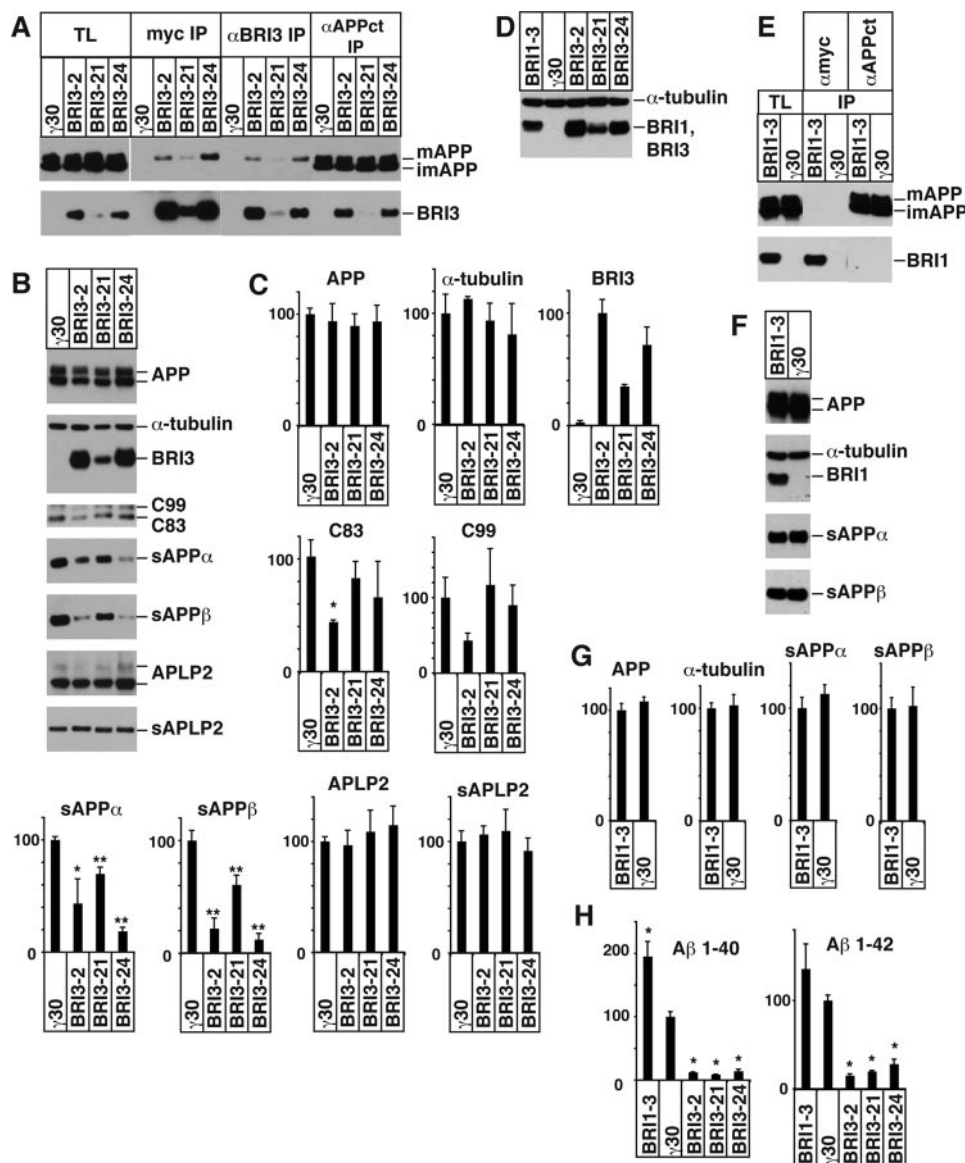 A
TL
myc IP
αBRI3 IP
αAPPct IP
γ30 BRI3-2 BRI3-21 BRI3-24 γ30 BRI3-2 BRI3-21 BRI3-24 γ30 BRI3-2 BRI3-21 BRI3-24 γ30 BRI3-2 BRI3-21 BRI3-24
mAPP
imAPP
BRI3
D
BRI1-3 γ30 BRI3-2 BRI3-21 BRI3-24
α-tubulin
BRI1,
BRI3
E
αmyc αAPPct
TL IP
BRI1-3 γ30 BRI1-3 γ30 BRI1-3 γ30
mAPP
imAPP
BRI1
B
γ30 BRI3-2 BRI3-21 BRI3-24
APP
α-tubulin
BRI3
C99
C83
sAPPα
sAPPβ
APLP2
sAPLP2
C
APP
100
0
γ30 BRI3-2 BRI3-21 BRI3-24
α-tubulin
100
0
γ30 BRI3-2 BRI3-21 BRI3-24
BRI3
100
0
γ30 BRI3-2 BRI3-21 BRI3-24
C83
100
*
0
γ30 BRI3-2 BRI3-21 BRI3-24
C99
100
0
γ30 BRI3-2 BRI3-21 BRI3-24
sAPPα
100
* ** **
0
γ30 BRI3-2 BRI3-21 BRI3-24
sAPPβ
100
** ** **
0
γ30 BRI3-2 BRI3-21 BRI3-24
APLP2
100
0
γ30 BRI3-2 BRI3-21 BRI3-24
sAPLP2
100
0
γ30 BRI3-2 BRI3-21 BRI3-24
F
BRI1-3 γ30
APP
α-tubulin
BRI1
sAPPα
sAPPβ
G
APP
100
0
BRI1-3 γ30
α-tubulin
100
0
BRI1-3 γ30
sAPPα
100
0
BRI1-3 γ30
sAPPβ
100
0
BRI1-3 γ30
H
Aβ 1-40
200
100
0
* * * *
BRI1-3 γ30 BRI3-2 BRI3-21 BRI3-24
Aβ 1-42
100
0
* * *
BRI1-3 γ30 BRI3-2 BRI3-21 BRI3-24